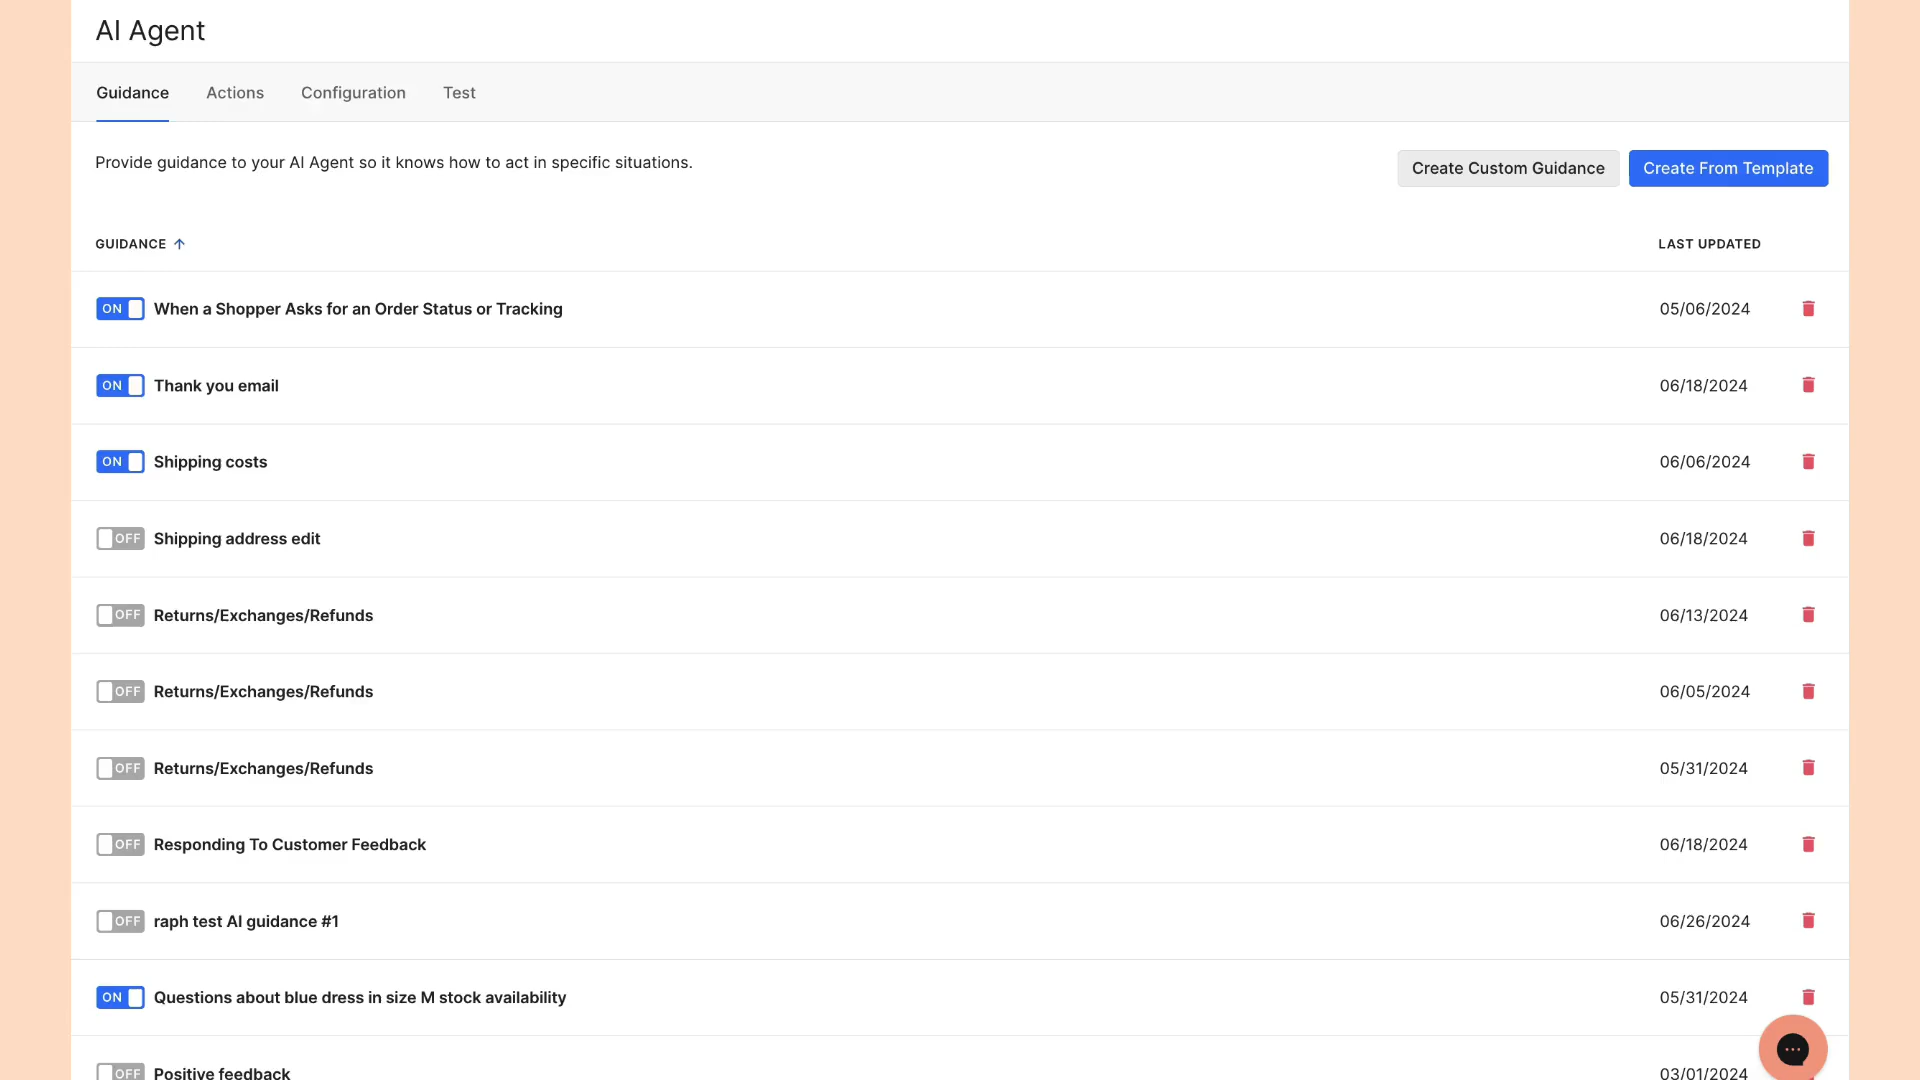 AI Agent
Guidance Actions Configuration Test
Provide guidance to your AI Agent so it knows how to act in specific situations.
Create Custom Guidance Create From Template
GUIDANCE LAST UPDATED
ON When a Shopper Asks for an Order Status or Tracking 05/06/2024
ON Thank you email 06/18/2024
ON Shipping costs 06/06/2024
OFF Shipping address edit 06/18/2024
OFF Returns/Exchanges/Refunds 06/13/2024
OFF Returns/Exchanges/Refunds 06/05/2024
OFF Returns/Exchanges/Refunds 05/31/2024
OFF Responding To Customer Feedback 06/18/2024
OFF raph test AI guidance #1 06/26/2024
ON Questions about blue dress in size M stock availability 05/31/2024
OFF Positive feedback 03/01/2024